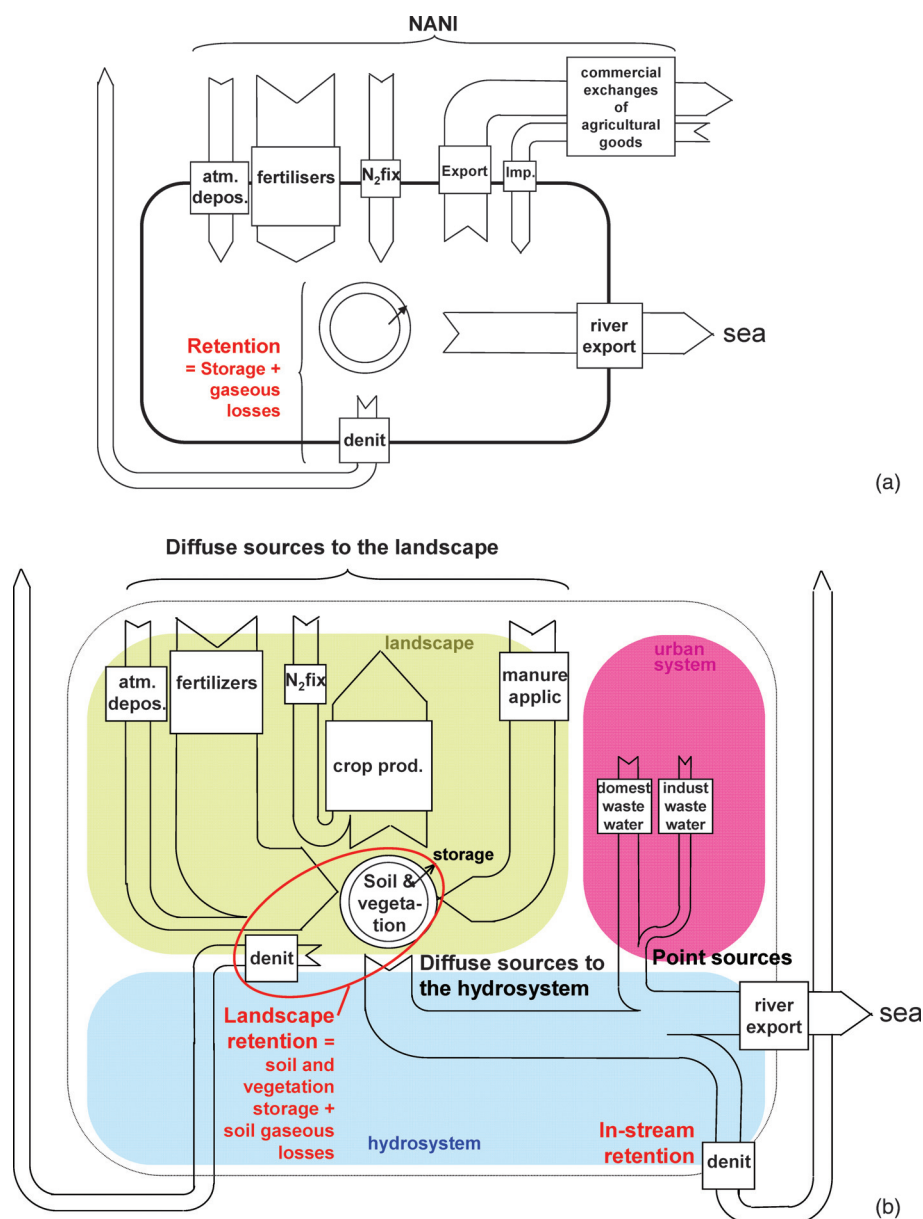 NANI
commercial
exchanges
of
agricultural
goods
atm.
depos.
fertilisers
N₂fix
Export
Imp.
Retention
= Storage +
gaseous
losses
river
export
sea
denit
(a)
Diffuse sources to the landscape
landscape
urban
system
atm.
depos.
fertilizers
N₂fix
manure
applic
crop prod.
domest
waste
water
indust
waste
water
storage
Soil &
vegeta-
tion
denit
Diffuse sources to
the hydrosystem
Point sources
river
export
sea
Landscape
retention =
soil and
vegetation
storage +
soil gaseous
losses
hydrosystem
In-stream
retention
denit
(b)